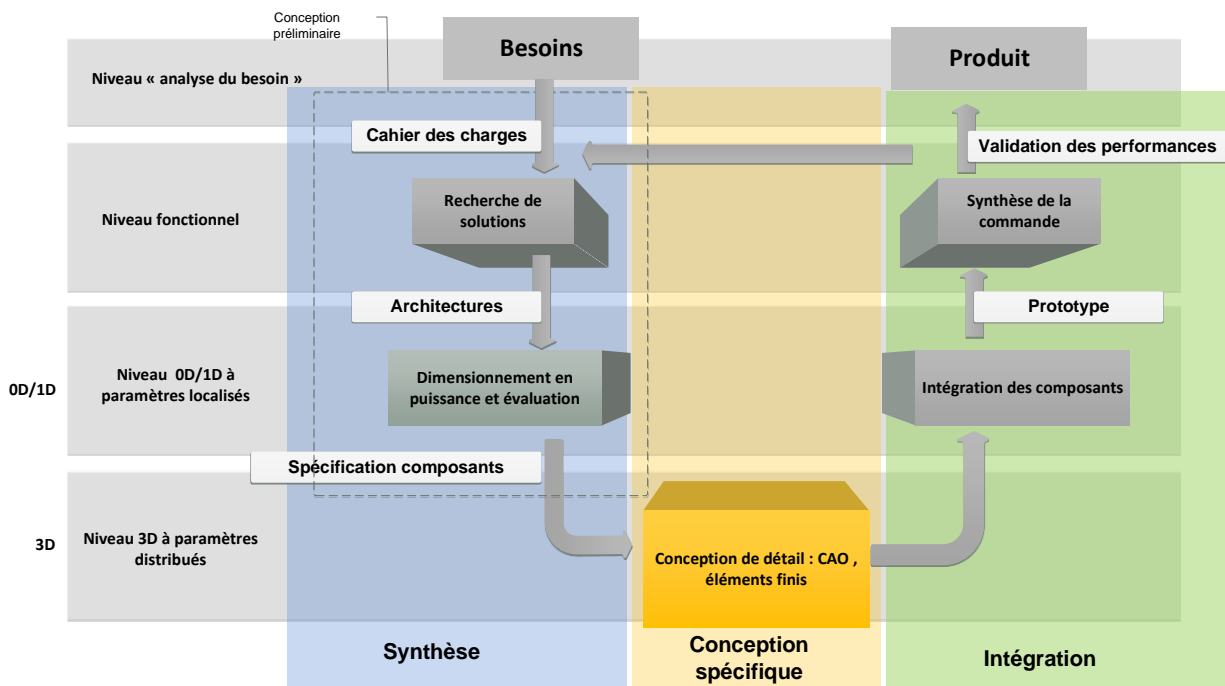 Conception
préliminaire
Besoins
Produit
Niveau « analyse du besoin »
Cahier des charges
Validation des performances
Niveau fonctionnel
Recherche de
solutions
Synthèse de la
commande
Architectures
Prototype
0D/1D
Niveau 0D/1D à
paramètres localisés
Dimensionnement en
puissance et évaluation
Intégration des composants
Spécification composants
3D
Niveau 3D à paramètres
distribués
Conception de détail : CAO ,
éléments finis
Synthèse
Conception
spécifique
Intégration